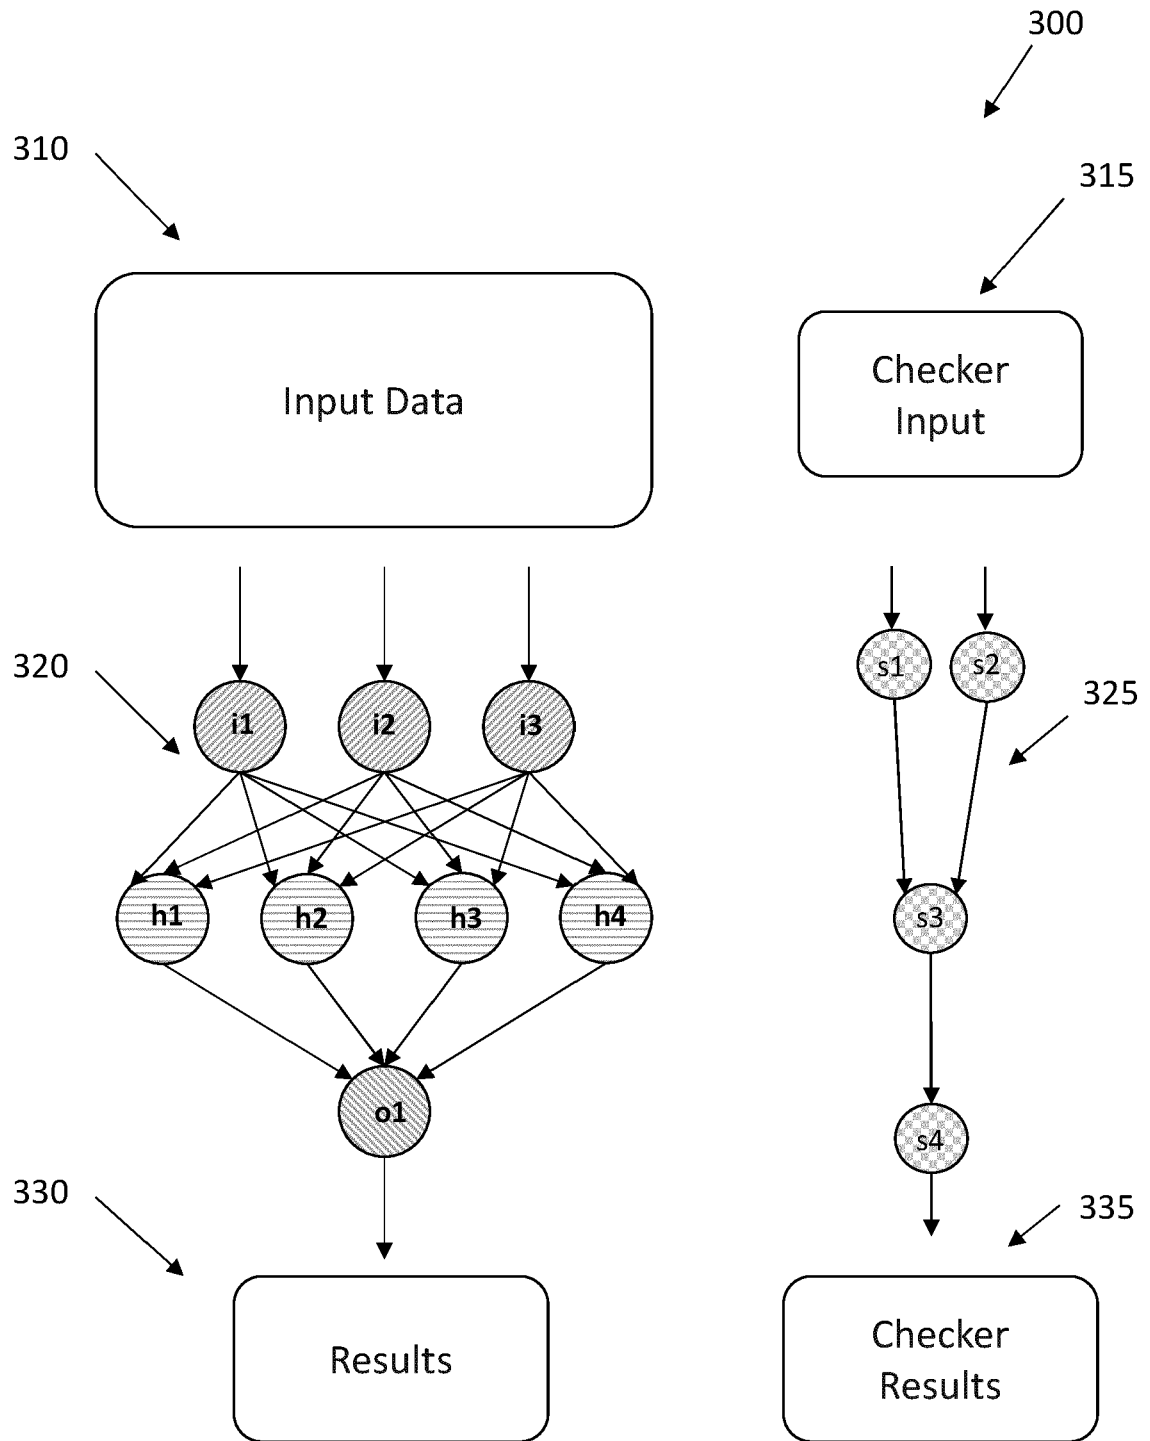 300
310
315
Input Data
Checker
Input
320
s1
s2
325
i1
i2
i3
h1
h2
h3
h4
s3
o1
s4
330
335
Results
Checker
Results